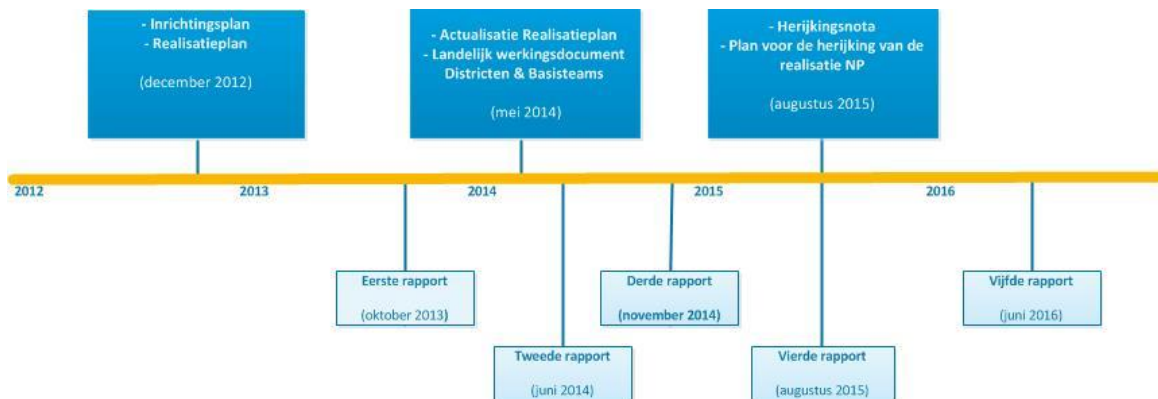 - Inrichtingsplan
- Realisatieplan
(december 2012)
- Actualisatie Realisatieplan
- Landelijk werkingsdocument
Districten & Basisteams
(mei 2014)
- Herijkingsnota
- Plan voor de herijking van de
realisatie NP
(augustus 2015)
2012
2013
2014
2015
2016
Eerste rapport
(oktober 2013)
Derde rapport
(november 2014)
Vijfde rapport
(juni 2016)
Tweede rapport
(juni 2014)
Vierde rapport
(augustus 2015)